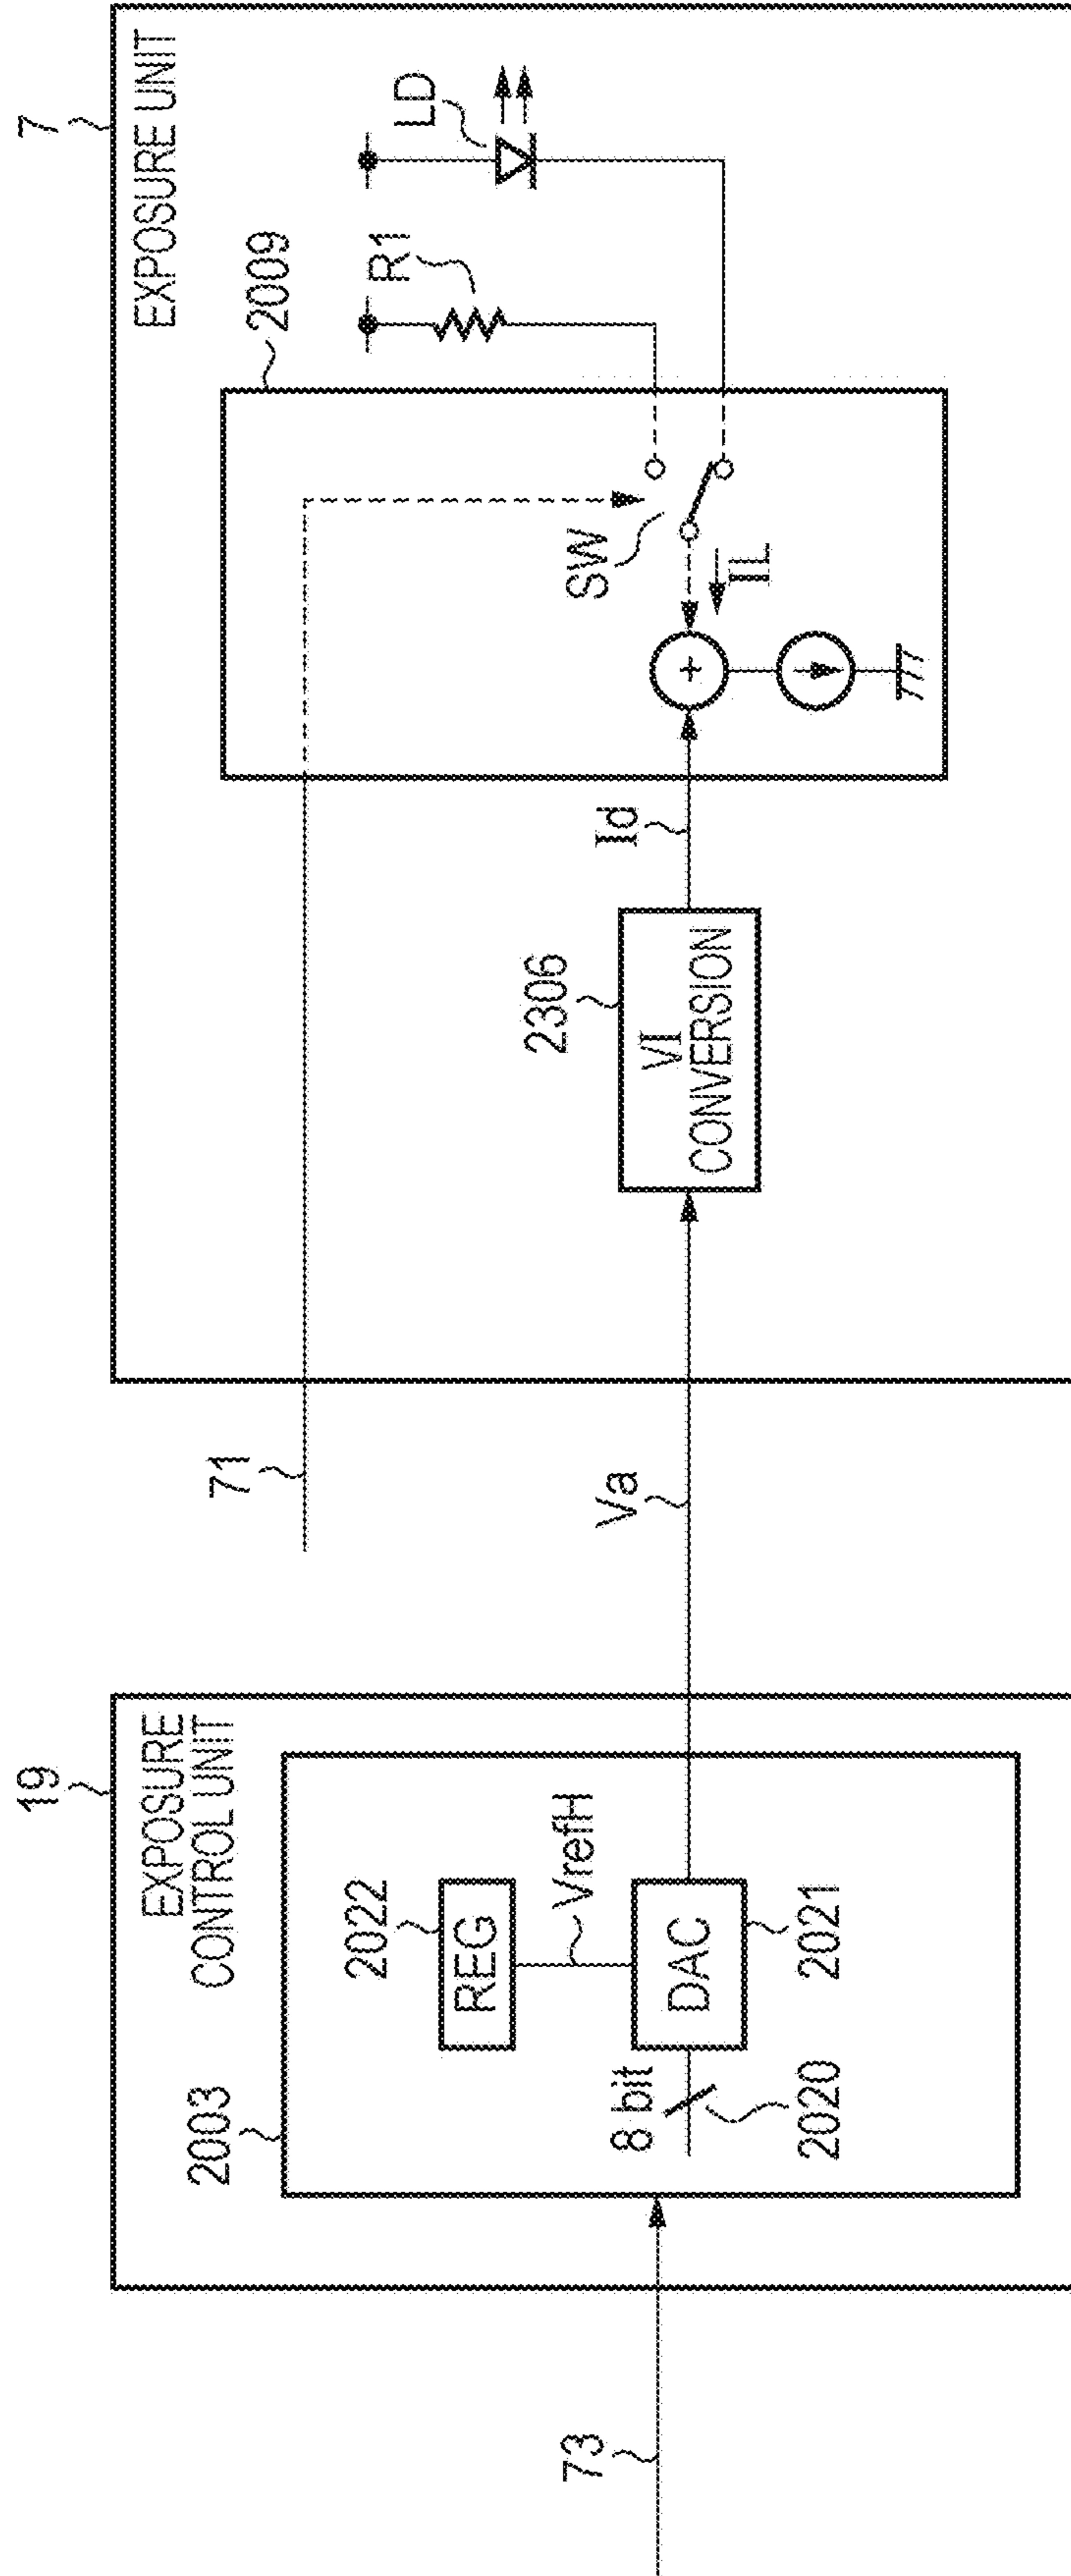 7
EXPOSURE UNIT
LD
R1
2009
SW
IL
+
Id
2306
VI
CONVERSION
71
Va
19
EXPOSURE
CONTROL UNIT
2003
2022
REG
VrefH
DAC
2021
8 bit
2020
73